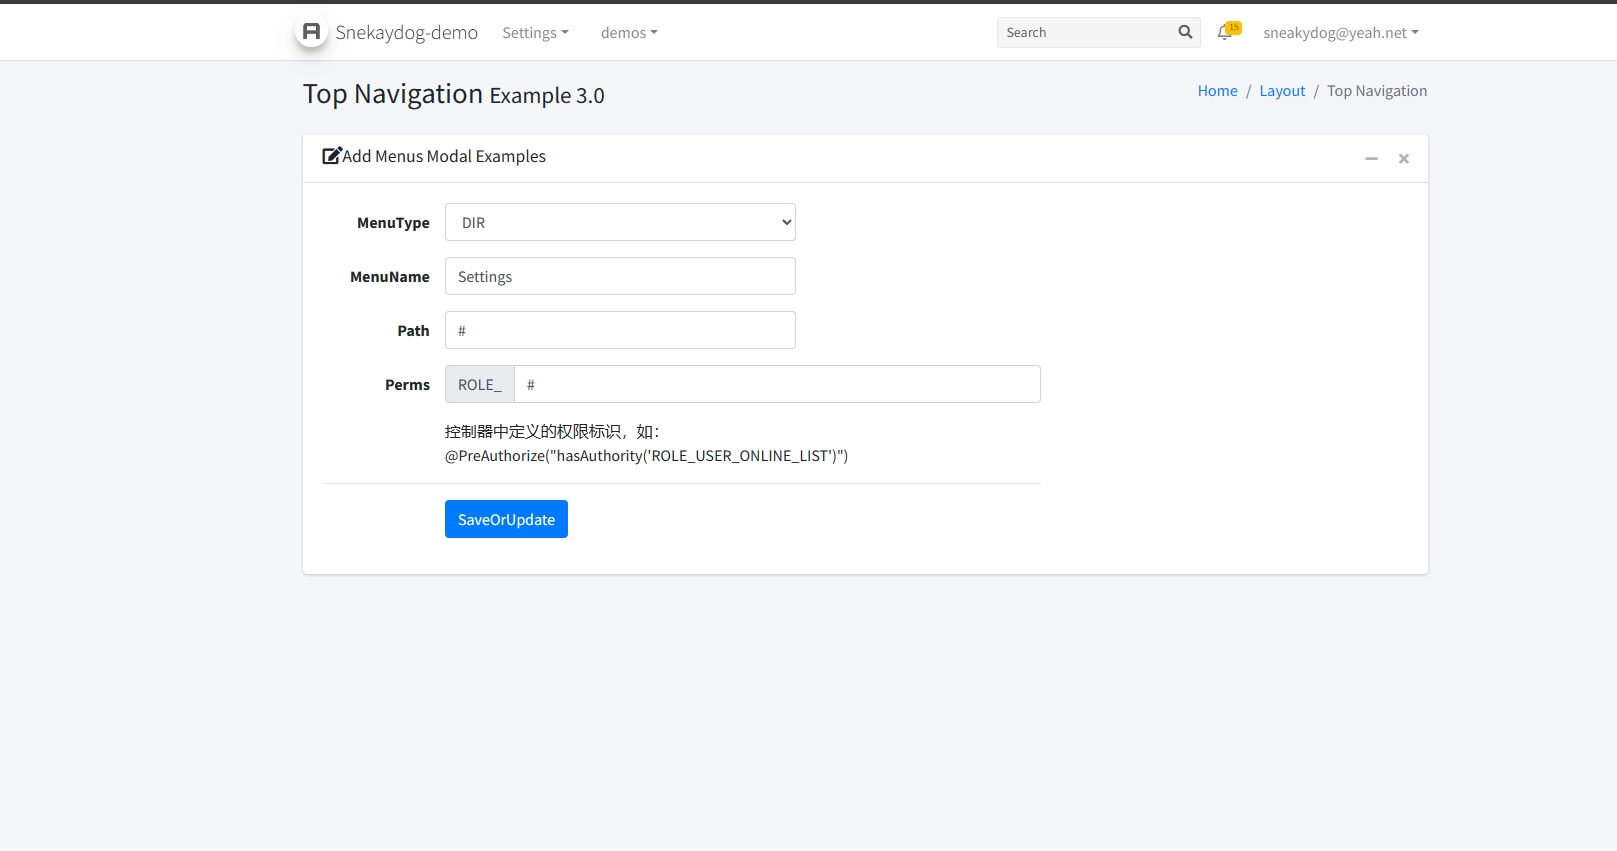 Snekaydog-demo Settings demos Search 15 sneakydog@yeah.net
Top Navigation Example 3.0 Home / Layout / Top Navigation
Add Menus Modal Examples
MenuType DIR
MenuName Settings
Path #
Perms ROLE_ #
控制器中定义的权限标识，如：
@PreAuthorize("hasAuthority('ROLE_USER_ONLINE_LIST')")
SaveOrUpdate